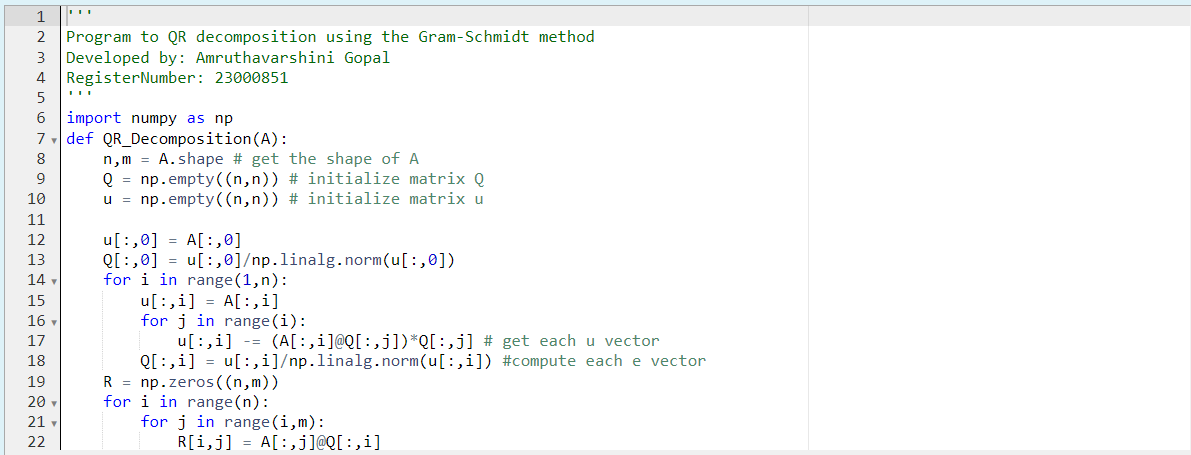 1 '''
2 Program to QR decomposition using the Gram-Schmidt method
3 Developed by: Amruthavarshini Gopal
4 RegisterNumber: 23000851
5 '''
6 import numpy as np
7 def QR_Decomposition(A):
8     n,m = A.shape # get the shape of A
9     Q = np.empty((n,n)) # initialize matrix Q
10     u = np.empty((n,n)) # initialize matrix u
11
12     u[:,0] = A[:,0]
13     Q[:,0] = u[:,0]/np.linalg.norm(u[:,0])
14     for i in range(1,n):
15         u[:,i] = A[:,i]
16         for j in range(i):
17             u[:,i] -= (A[:,i]@Q[:,j])*Q[:,j] # get each u vector
18         Q[:,i] = u[:,i]/np.linalg.norm(u[:,i]) #compute each e vector
19     R = np.zeros((n,m))
20     for i in range(n):
21         for j in range(i,m):
22             R[i,j] = A[:,j]@Q[:,i]